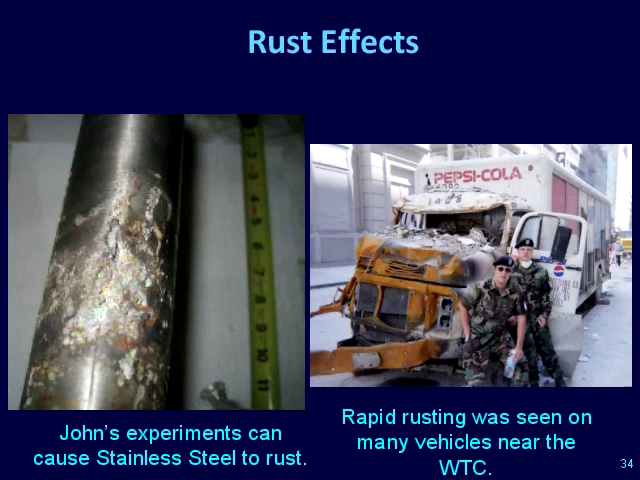 Rust Effects
PEPSI-COLA
John's experiments can
cause Stainless Steel to rust.
Rapid rusting was seen on
many vehicles near the
WTC.
34